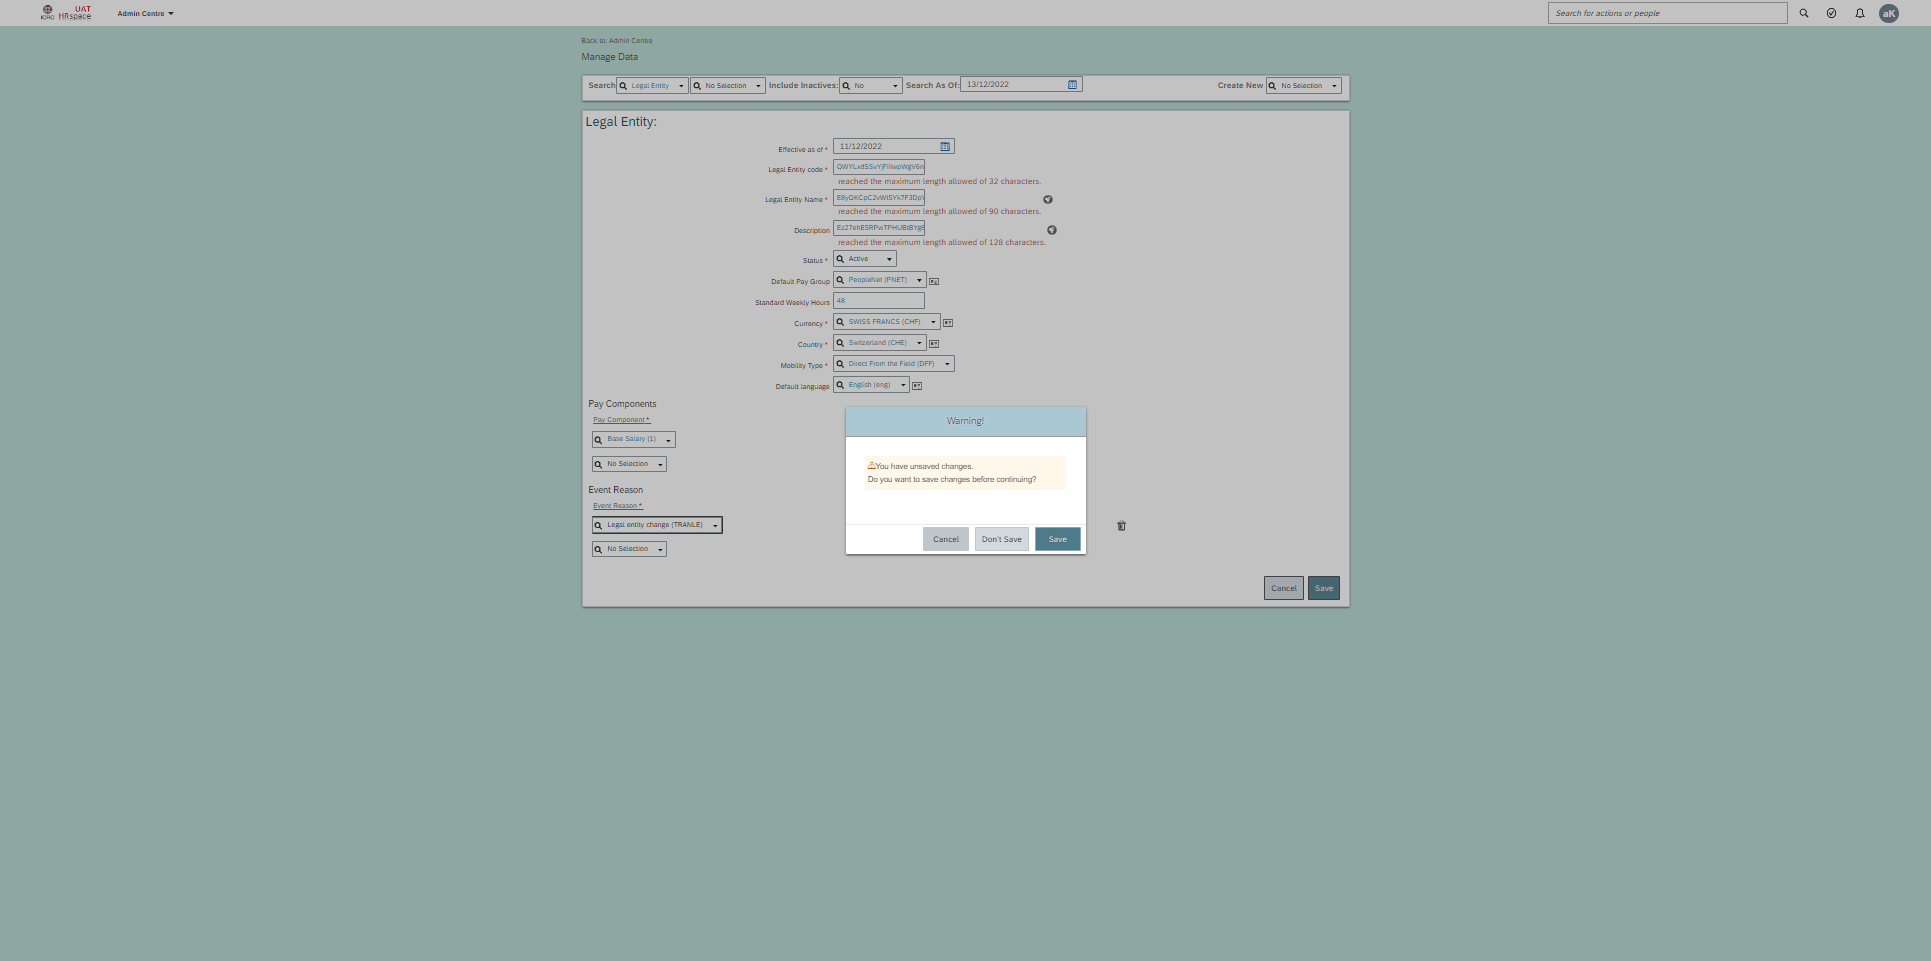 UAT
ICRC HRspace
Admin Centre
Search for actions or people
aK
Back to: Admin Centre
Manage Data
Search Legal Entity No Selection Include Inactives: No Search As Of: 13/12/2022 Create New No Selection
Legal Entity:
Effective as of * 11/12/2022
Legal Entity code *
reached the maximum length allowed of 32 characters.
Legal Entity Name *
reached the maximum length allowed of 90 characters.
Description
reached the maximum length allowed of 128 characters.
Status * Active
Default Pay Group PeopleNet (PNET)
Standard Weekly Hours 48
Currency * SWISS FRANCS (CHF)
Country * Switzerland (CHE)
Mobility Type * Direct From the Field (DFF)
Default language English (eng)
Pay Components
Pay Component *
Base Salary (1)
No Selection
Event Reason
Event Reason *
Legal entity change (TRANLE)
No Selection
Warning!
You have unsaved changes.
Do you want to save changes before continuing?
Cancel Don't Save Save
Cancel Save